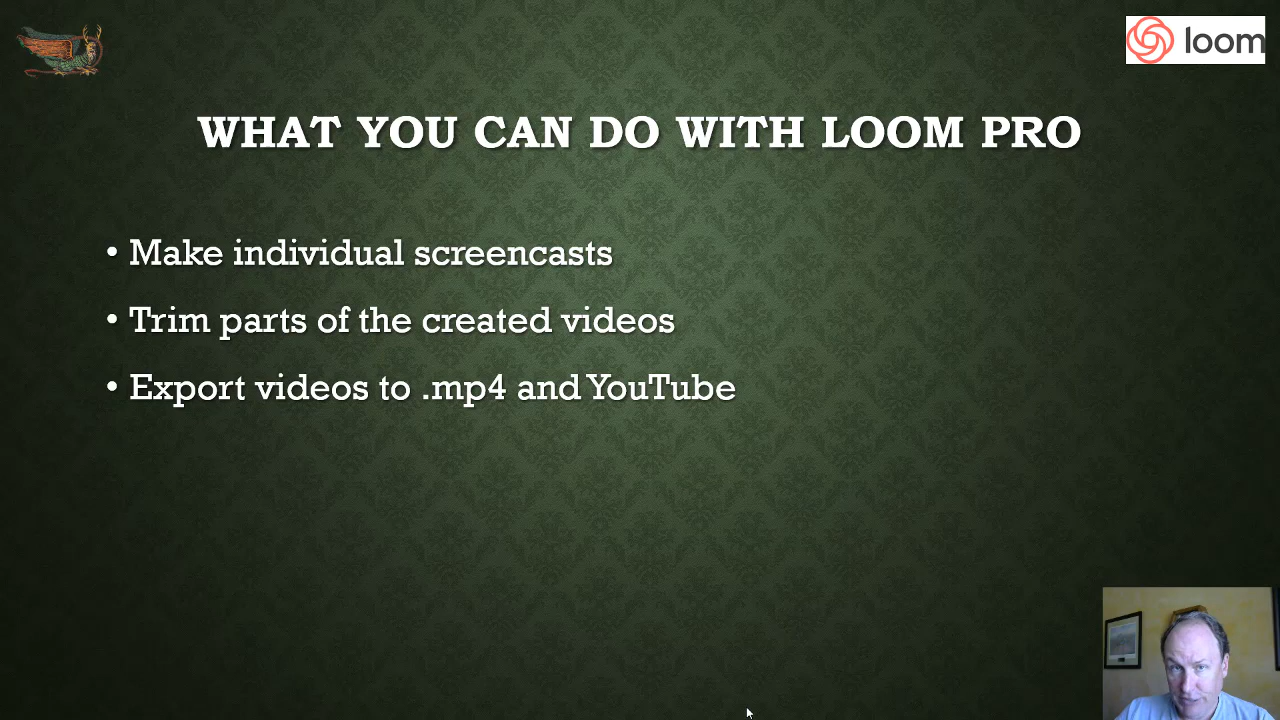 loom
WHAT YOU CAN DO WITH LOOM PRO
• Make individual screencasts
• Trim parts of the created videos
• Export videos to .mp4 and YouTube